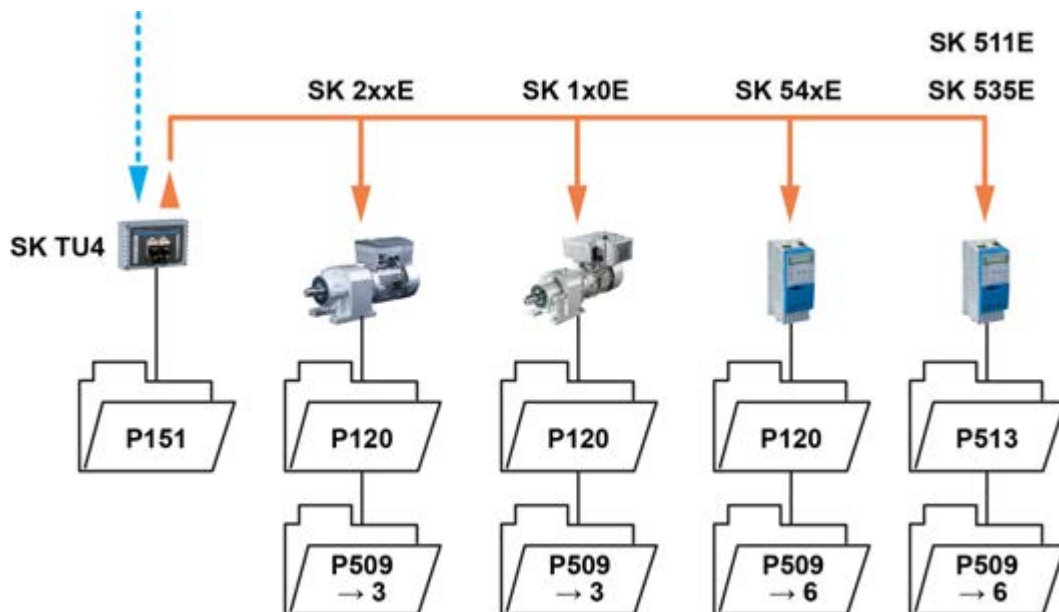 SK 511E
SK 2xxE
SK 1x0E
SK 54xE
SK 535E
SK TU4
P151
P120
P120
P120
P513
P509
→ 3
P509
→ 3
P509
→ 6
P509
→ 6